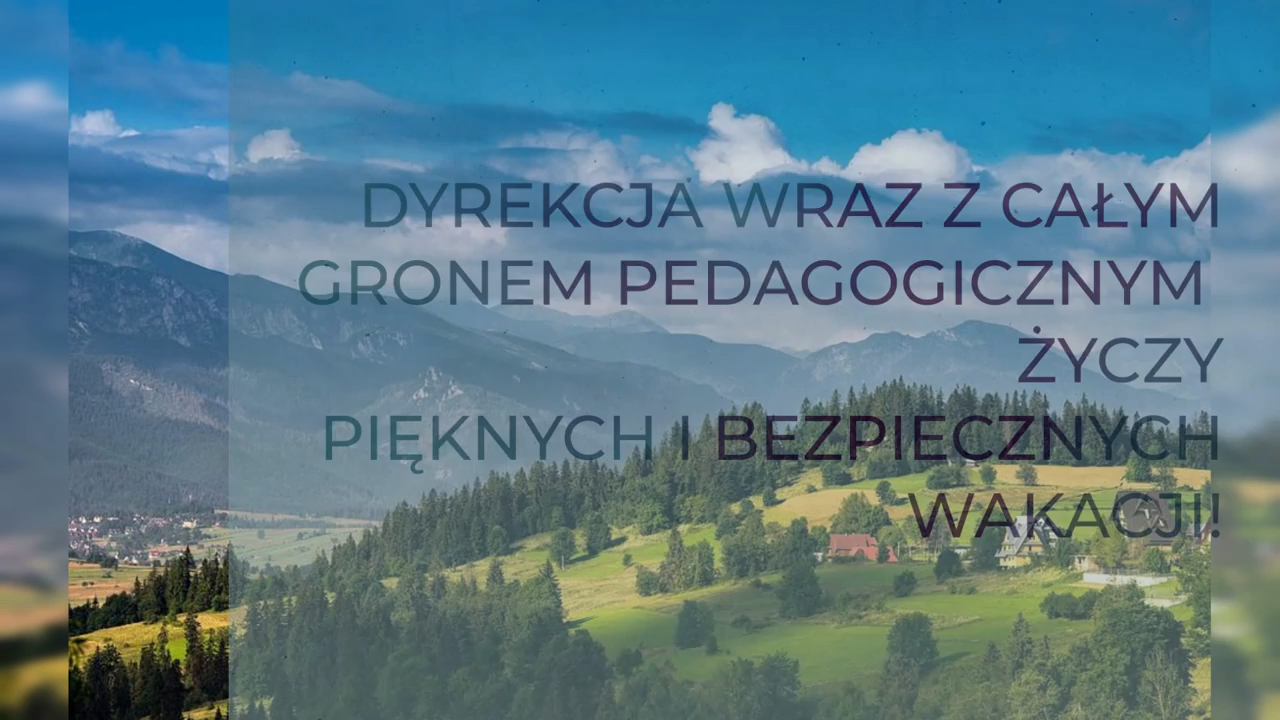 DYREKCJA WRAZ Z CAŁYM
GRONEM PEDAGOGICZNYM
ŻYCZY
PIĘKNYCH I BEZPIECZNYCH
WAKACJI!